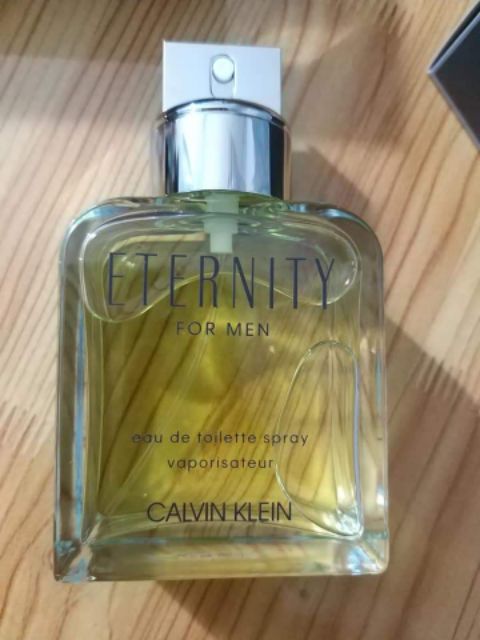 ETERNITY
FOR MEN
eau de toilette spray
vaporisateur
CALVIN KLEIN